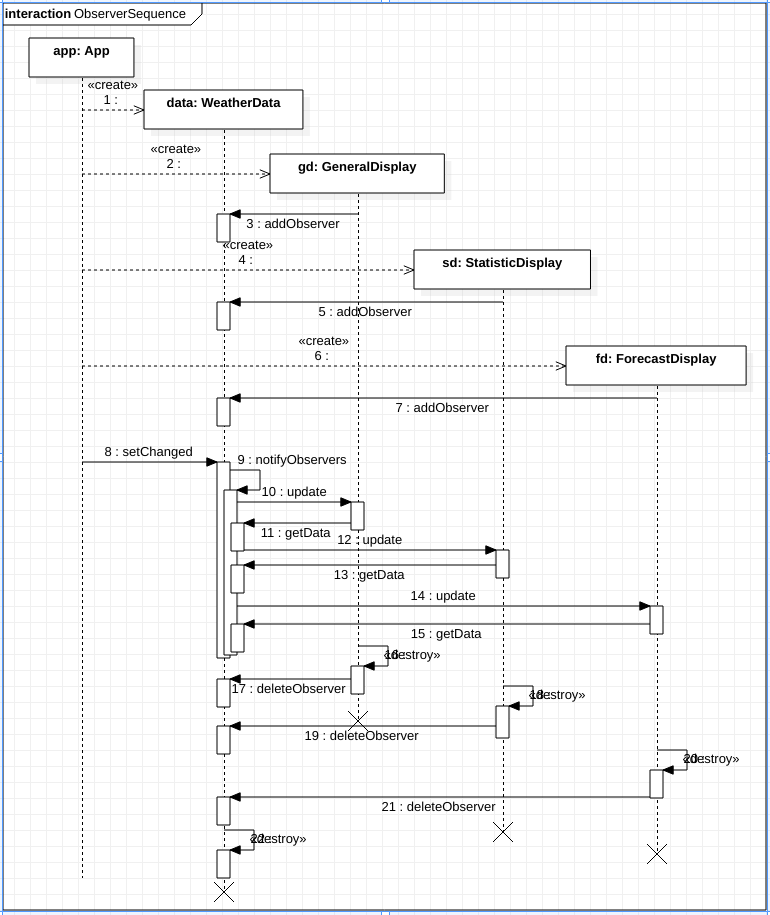 interaction ObserverSequence
app: App
«create»
1 :
data: WeatherData
«create»
2 :
gd: GeneralDisplay
3 : addObserver
«create»
4 :
sd: StatisticDisplay
5 : addObserver
«create»
6 :
fd: ForecastDisplay
7 : addObserver
8 : setChanged
9 : notifyObservers
10 : update
11 : getData
12 : update
13 : getData
14 : update
15 : getData
16 :
«destroy»
17 : deleteObserver
18 :
«destroy»
19 : deleteObserver
20 :
«destroy»
21 : deleteObserver
22 :
«destroy»